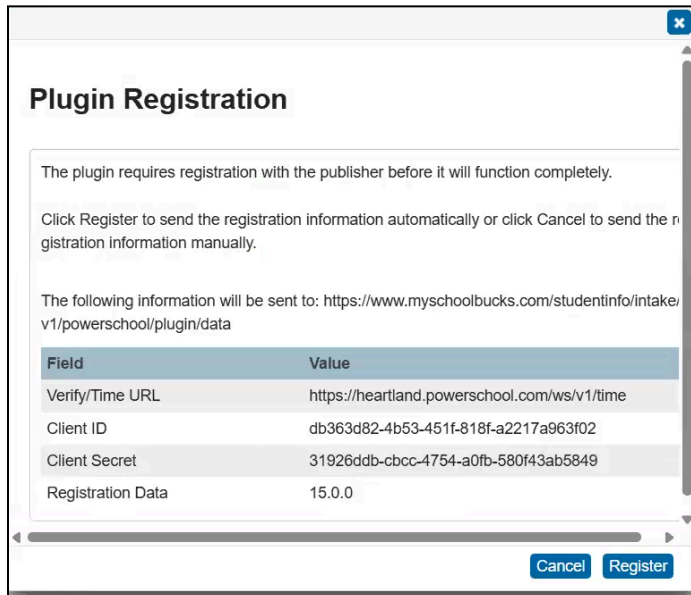 Plugin Registration
The plugin requires registration with the publisher before it will function completely.
Click Register to send the registration information automatically or click Cancel to send the r
gistration information manually.
The following information will be sent to: https://www.myschoolbucks.com/studentinfo/intake/
v1/powerschool/plugin/data
Field Value
Verify/Time URL https://heartland.powerschool.com/ws/v1/time
Client ID db363d82-4b53-451f-818f-a2217a963f02
Client Secret 31926ddb-cbcc-4754-a0fb-580f43ab5849
Registration Data 15.0.0
Cancel Register